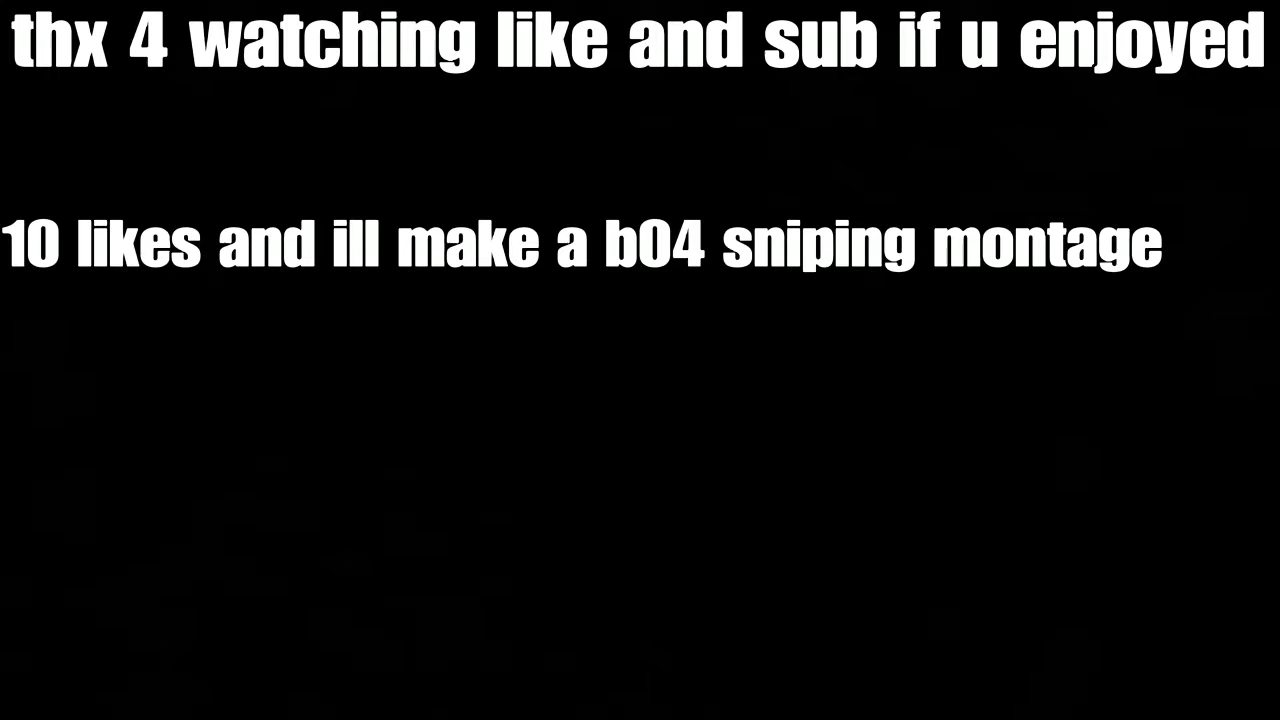 thx 4 watching like and sub if u enjoyed
10 likes and ill make a b04 sniping montage